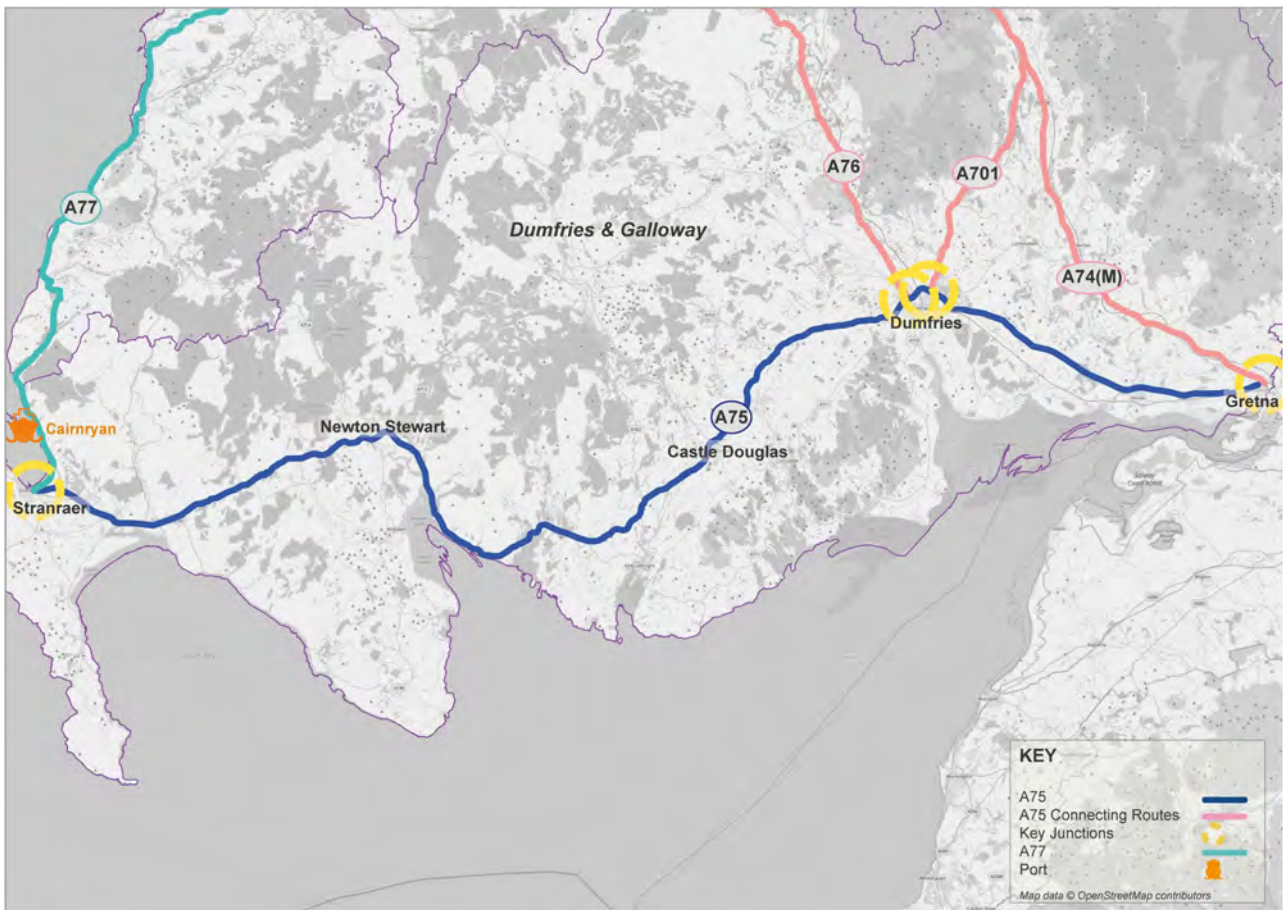 A77
A76
A701
Dumfries & Galloway
A74(M)
Dumfries
Gretna
A75
Cairnryan
Newton Stewart
Castle Douglas
Stranraer
KEY
A75
A75 Connecting Routes
Key Junctions
A77
Port
Map data © OpenStreetMap contributors